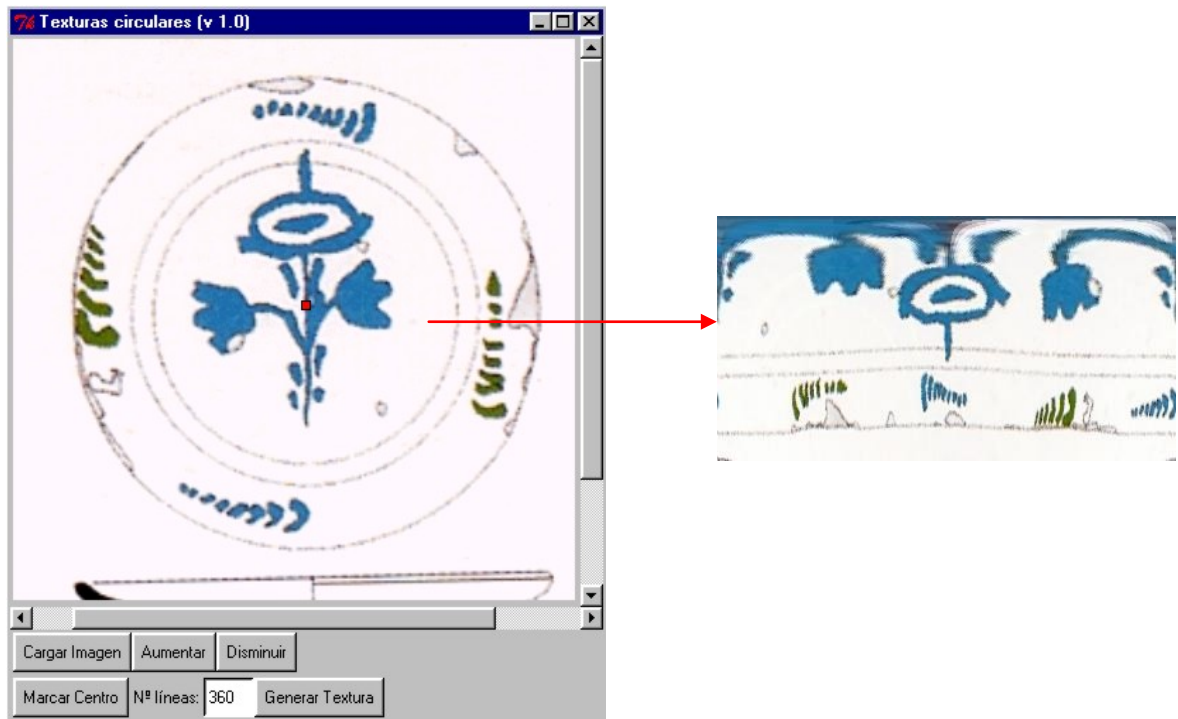 Texturas circulares (v 1.0)
Cargar Imagen Aumentar Disminuir
Marcar Centro Nº líneas: 360 Generar Textura